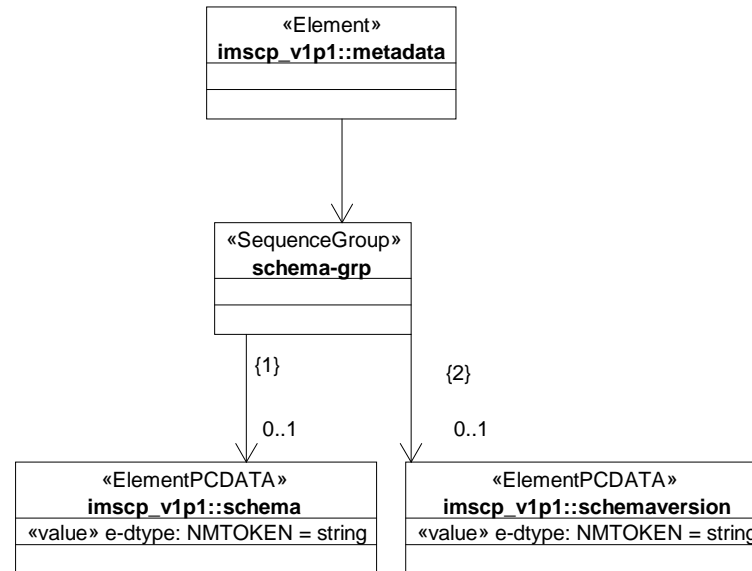 «Element»
imscp_v1p1::metadata
«SequenceGroup»
schema-grp
{1}
{2}
0..1
0..1
«ElementPCDATA»
imscp_v1p1::schema
«value» e-dtype: NMTOKEN = string
«ElementPCDATA»
imscp_v1p1::schemaversion
«value» e-dtype: NMTOKEN = string